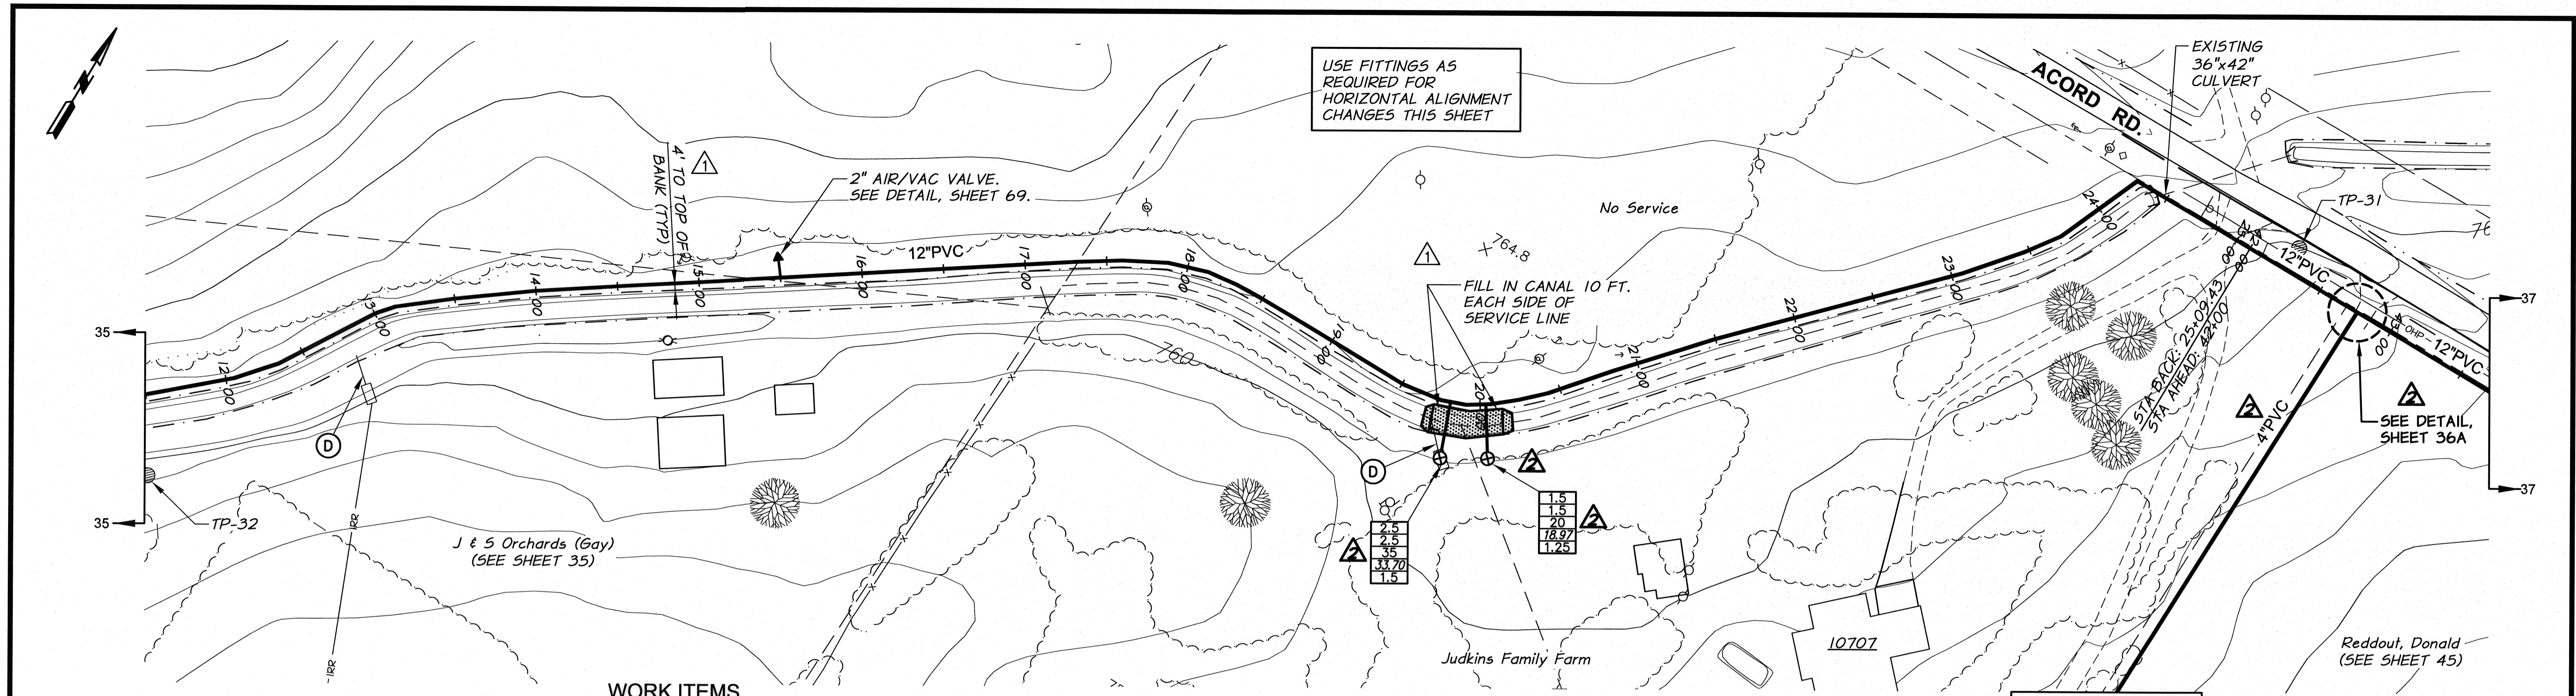 N
USE FITTINGS AS
REQUIRED FOR
HORIZONTAL ALIGNMENT
CHANGES THIS SHEET
ACORD RD.
EXISTING
36"x42"
CULVERT
4' TO TOP OF
BANK (TYP)
1
2" AIR/VAC VALVE.
SEE DETAIL, SHEET 69.
No Service
764.8
1
FILL IN CANAL 10 FT.
EACH SIDE OF
SERVICE LINE
TP-31
12"PVC
12+00
13+00
14+00
15+00
16+00
17+00
18+00
19+00
20+00
21+00
22+00
23+00
24+00
12"PVC
OHP
12"PVC
35
35
37
37
760
STA BACK: 25+09.43
STA AHEAD: 42+00
2
4"PVC
2
SEE DETAIL,
SHEET 36A
D
D
TP-32
IRR
IRR
J & S Orchards (Gay)
(SEE SHEET 35)
2
2.5
2.5
35
33.70
1.5
2
1.5
1.5
20
18.97
1.25
2
Judkins Family Farm
10707
Reddout, Donald
(SEE SHEET 45)
WORK ITEMS